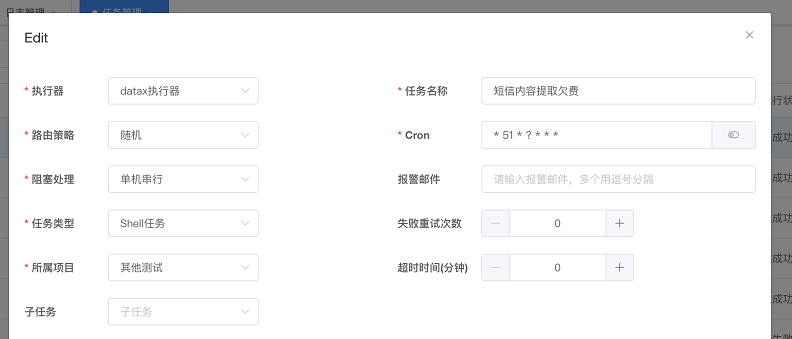 日志管理
任务管理
Edit
* 执行器
datax执行器
* 任务名称
短信内容提取欠费
行状
* 路由策略
随机
* Cron
* 51 * ? * * *
成功
* 阻塞处理
单机串行
报警邮件
请输入报警邮件，多个用逗号分隔
成功
* 任务类型
Shell任务
失败重试次数
0
成功
* 所属项目
其他测试
超时时间(分钟)
0
成功
子任务
子任务
成功